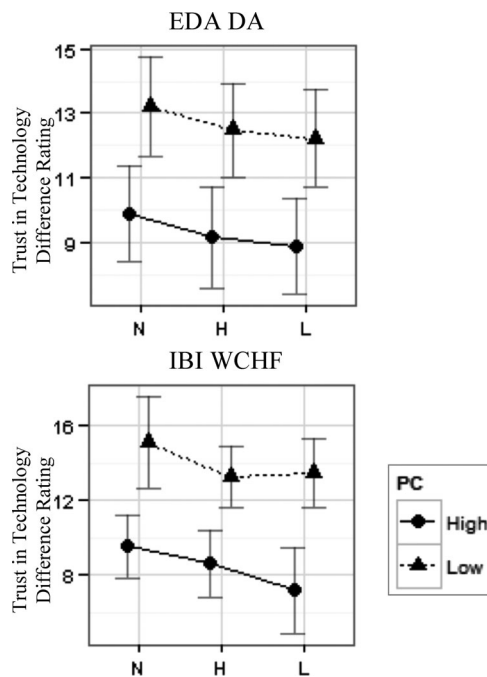 EDA DA
Trust in Technology
Difference Rating
15
13
11
9
N H L
IBI WCHF
Trust in Technology
Difference Rating
16
12
8
N H L
PC
High
Low